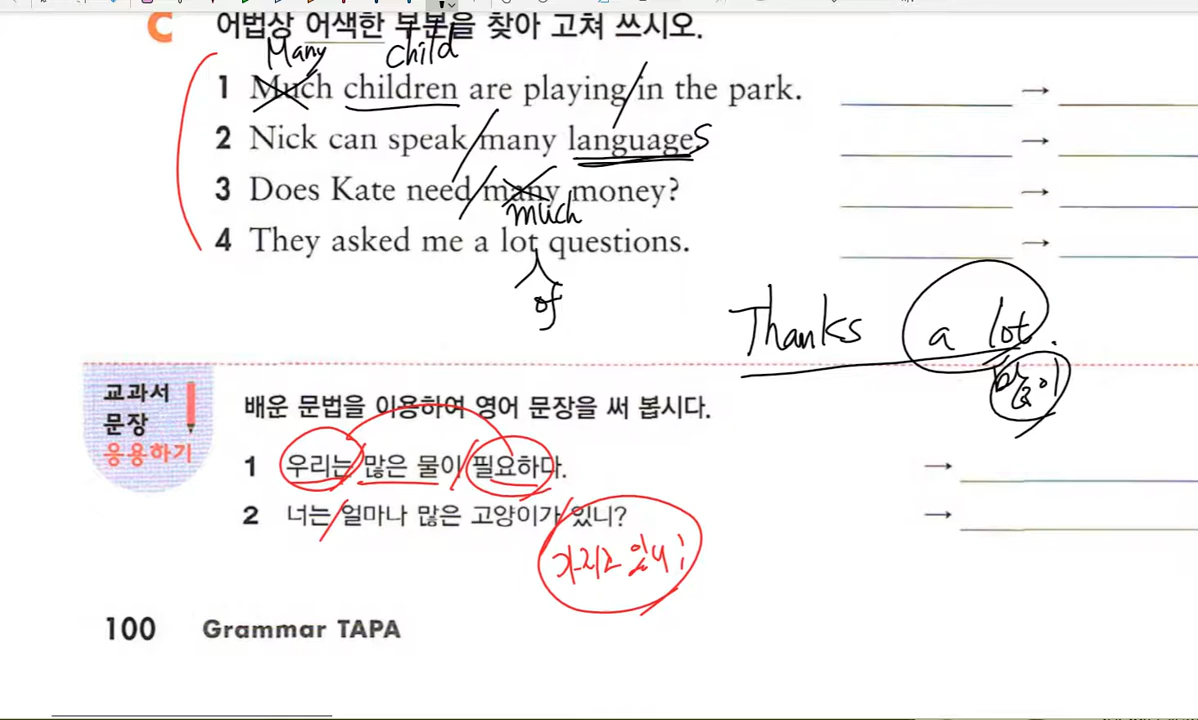 C 어법상 어색한 부분을 찾아 고쳐 쓰시오.
Many child
1 Much children are playing in the park. →
2 Nick can speak many languages →
3 Does Kate need many money? →
much
4 They asked me a lot questions. →
of
Thanks a lot.
많이
교과서
문장
응용하기
배운 문법을 이용하여 영어 문장을 써 봅시다.
1 우리는 많은 물이 필요하다. →
2 너는 얼마나 많은 고양이가 있니? →
가지고 있니
100 Grammar TAPA